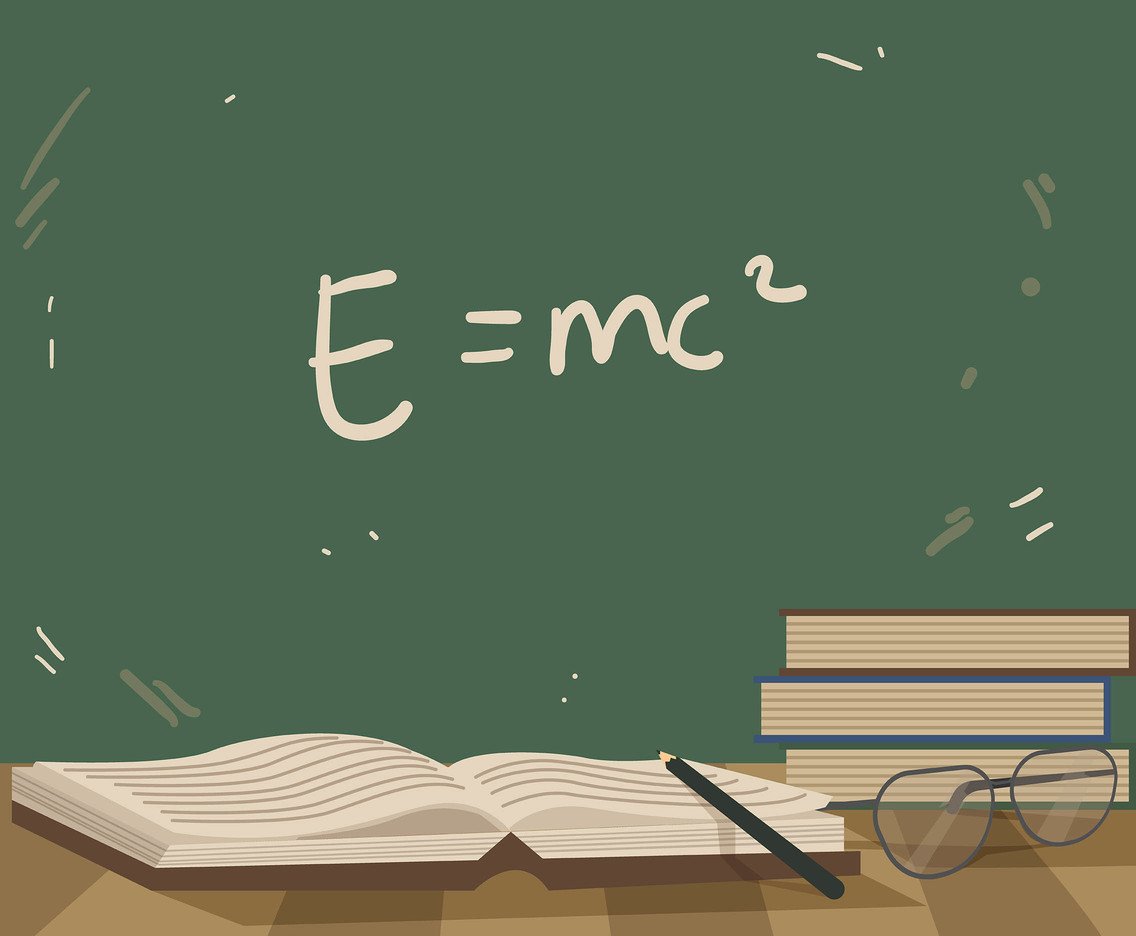 E = mc²